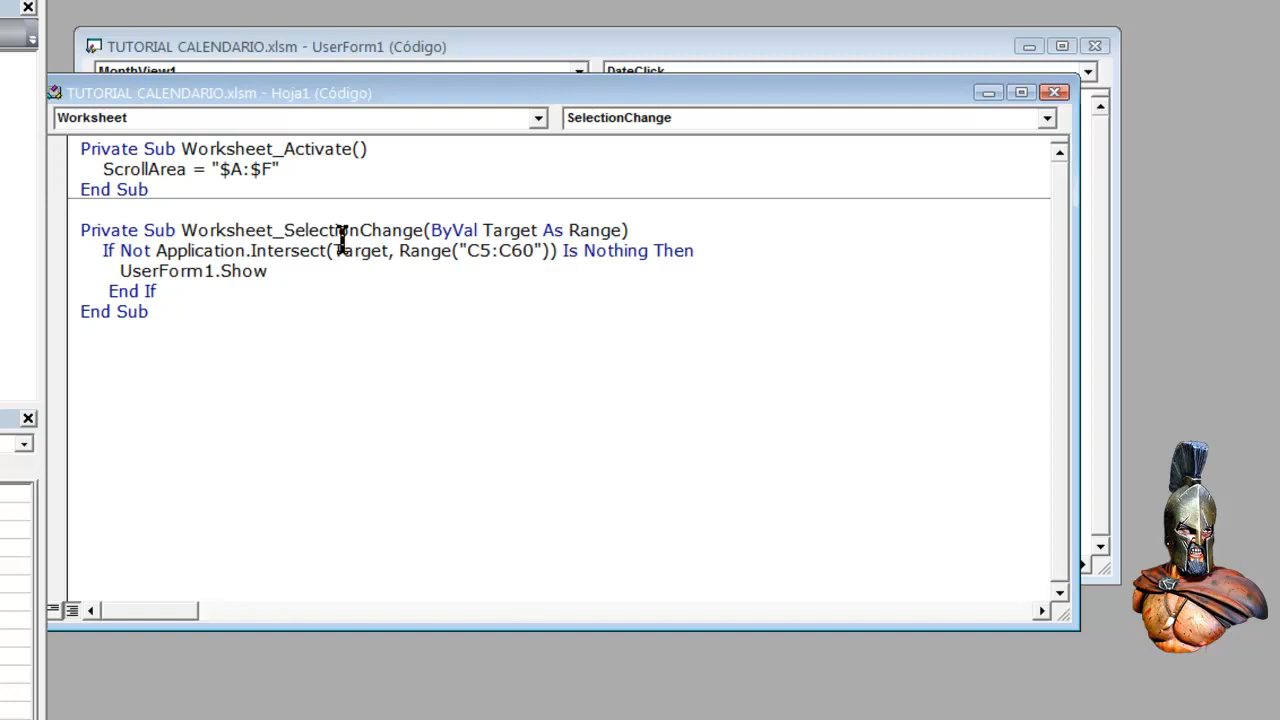 TUTORIAL CALENDARIO.xlsm - UserForm1 (Código)
MonthView1
DateClick
TUTORIAL CALENDARIO.xlsm - Hoja1 (Código)
Worksheet
SelectionChange
Private Sub Worksheet_Activate()
ScrollArea = "$A:$F"
End Sub
Private Sub Worksheet_SelectionChange(ByVal Target As Range)
If Not Application.Intersect(Target, Range("C5:C60")) Is Nothing Then
UserForm1.Show
End If
End Sub